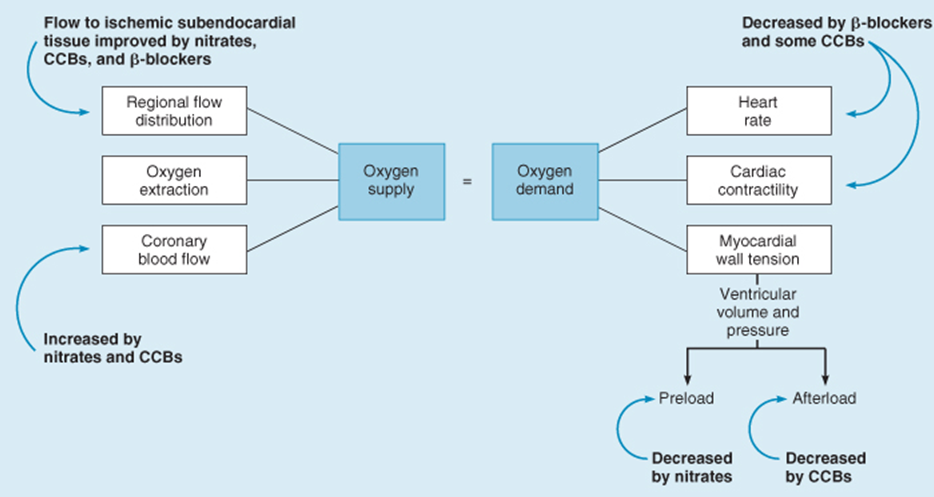 Flow to ischemic subendocardial
tissue improved by nitrates,
CCBs, and β-blockers
Decreased by β-blockers
and some CCBs
Regional flow
distribution
Oxygen
extraction
Coronary
blood flow
Oxygen
supply
=
Oxygen
demand
Heart
rate
Cardiac
contractility
Myocardial
wall tension
Ventricular
volume and
pressure
Increased by
nitrates and CCBs
Preload
Afterload
Decreased
by nitrates
Decreased
by CCBs